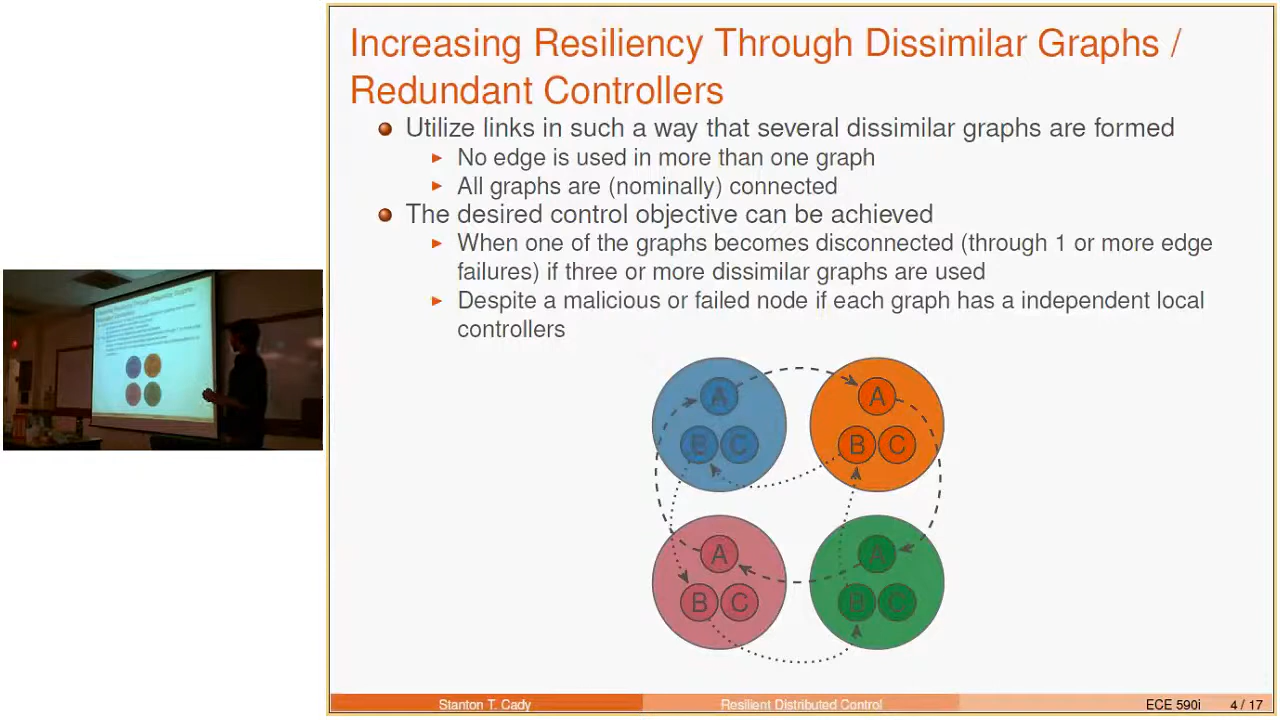 Increasing Resiliency Through Dissimilar Graphs /
Redundant Controllers
Utilize links in such a way that several dissimilar graphs are formed
No edge is used in more than one graph
All graphs are (nominally) connected
The desired control objective can be achieved
When one of the graphs becomes disconnected (through 1 or more edge
failures) if three or more dissimilar graphs are used
Despite a malicious or failed node if each graph has a independent local
controllers
A A
B C B C
A A
B C B C
Stanton T. Cady Resilient Distributed Control ECE 590i 4 / 17